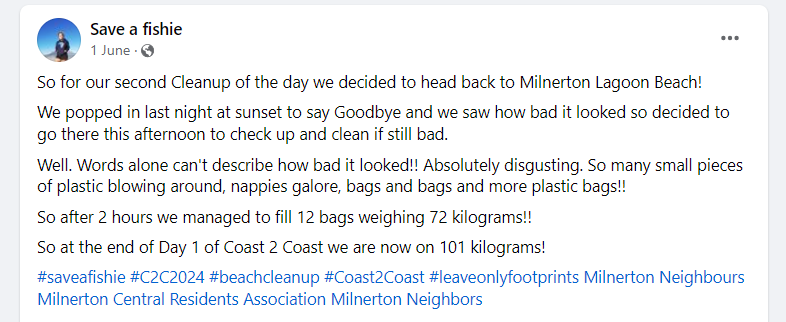 Save a fishie
1 June ·
So for our second Cleanup of the day we decided to head back to Milnerton Lagoon Beach!
We popped in last night at sunset to say Goodbye and we saw how bad it looked so decided to
go there this afternoon to check up and clean if still bad.
Well. Words alone can't describe how bad it looked!! Absolutely disgusting. So many small pieces
of plastic blowing around, nappies galore, bags and bags and more plastic bags!!
So after 2 hours we managed to fill 12 bags weighing 72 kilograms!!
So at the end of Day 1 of Coast 2 Coast we are now on 101 kilograms!
#saveafishie #C2C2024 #beachcleanup #Coast2Coast #leaveonlyfootprints Milnerton Neighbours
Milnerton Central Residents Association Milnerton Neighbors